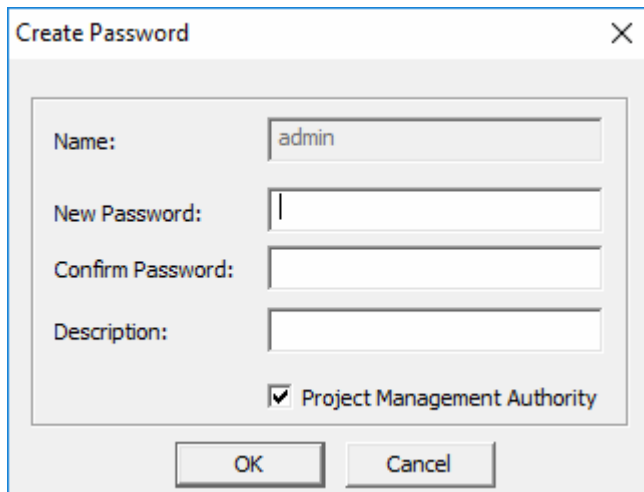 Create Password
Name: admin
New Password:
Confirm Password:
Description:
Project Management Authority
OK Cancel